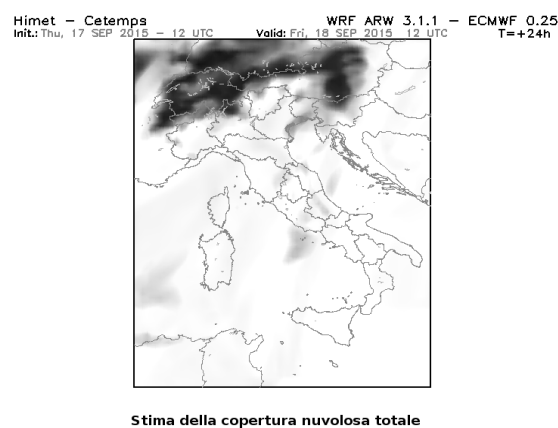 Himet – Cetemps WRF ARW 3.1.1 – ECMWF 0.25
Init.: Thu, 17 SEP 2015 – 12 UTC Valid: Fri, 18 SEP 2015 12 UTC T=+24h
Stima della copertura nuvolosa totale